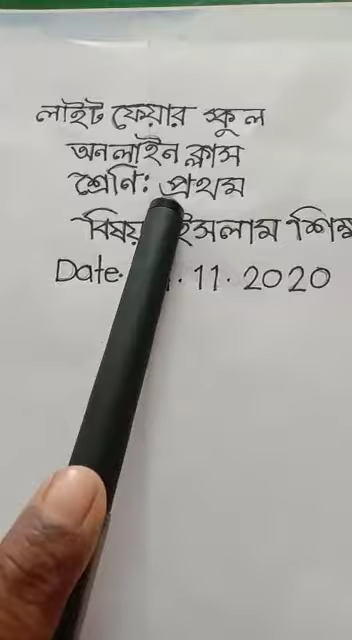 লাইট ফেয়ার স্কুল
অনলাইন ক্লাস
শ্রেণি: প্রথম
বিষয় ইসলাম
Date. 11. 2020